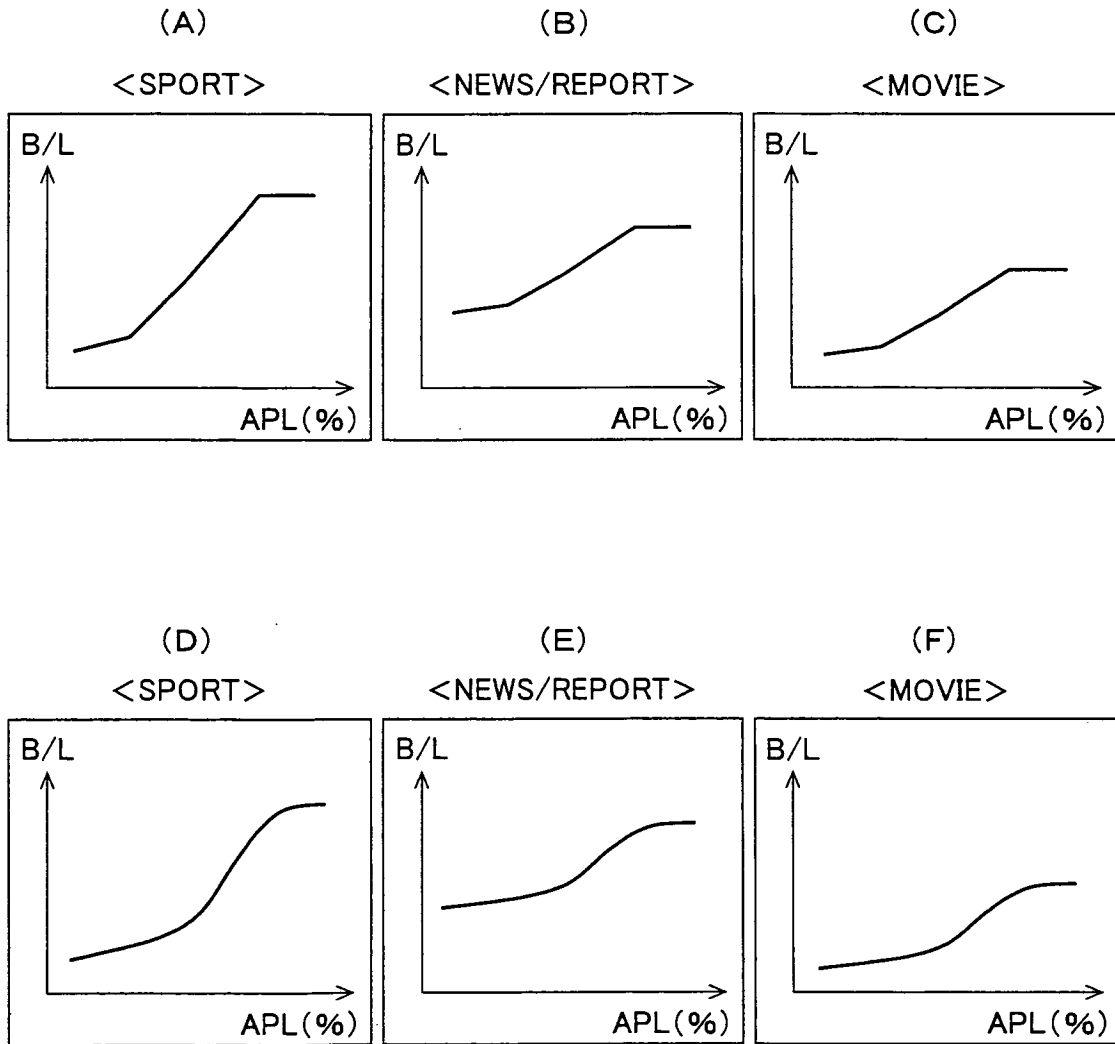 (A) (B) (C)
<SPORT> <NEWS/REPORT> <MOVIE>
B/L B/L B/L
APL(%) APL(%) APL(%)
(D) (E) (F)
<SPORT> <NEWS/REPORT> <MOVIE>
B/L B/L B/L
APL(%) APL(%) APL(%)